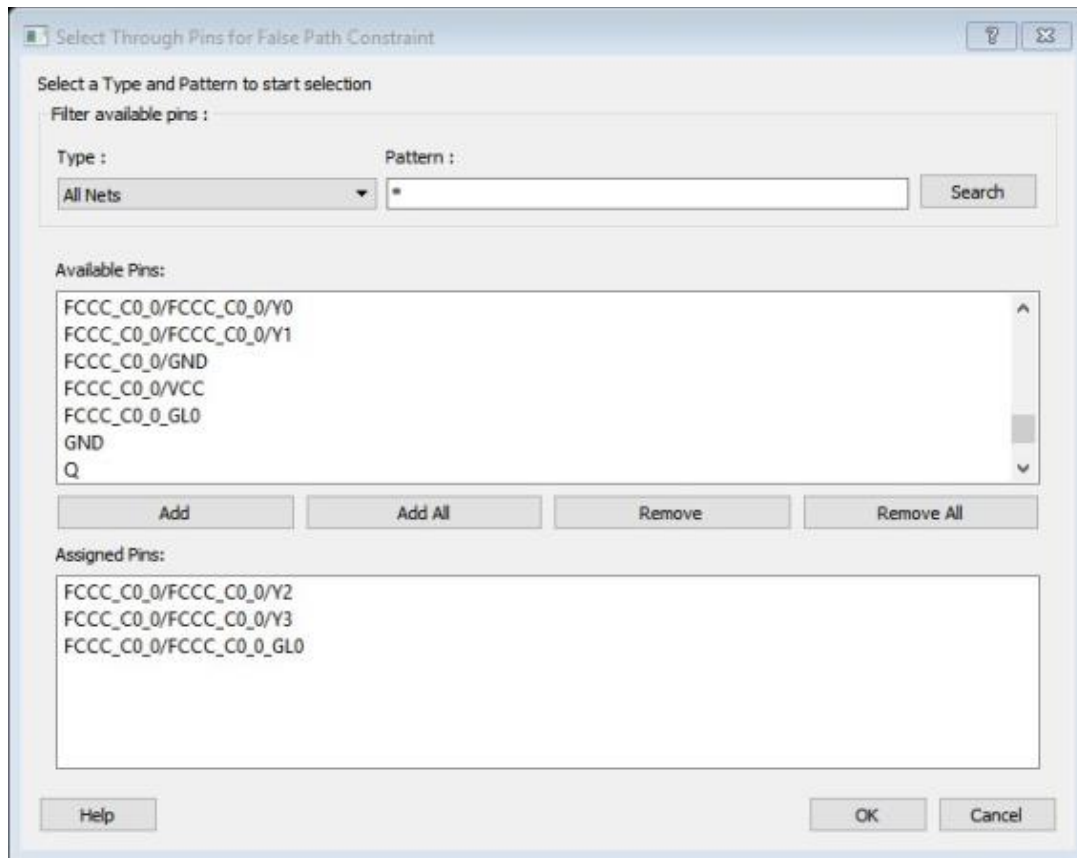 Select Through Pins for False Path Constraint
Select a Type and Pattern to start selection
Filter available pins :
Type : Pattern :
All Nets * Search
Available Pins:
FCCC_C0_0/FCCC_C0_0/Y0
FCCC_C0_0/FCCC_C0_0/Y1
FCCC_C0_0/GND
FCCC_C0_0/VCC
FCCC_C0_0_GL0
GND
Q
Add Add All Remove Remove All
Assigned Pins:
FCCC_C0_0/FCCC_C0_0/Y2
FCCC_C0_0/FCCC_C0_0/Y3
FCCC_C0_0/FCCC_C0_0_GL0
Help OK Cancel